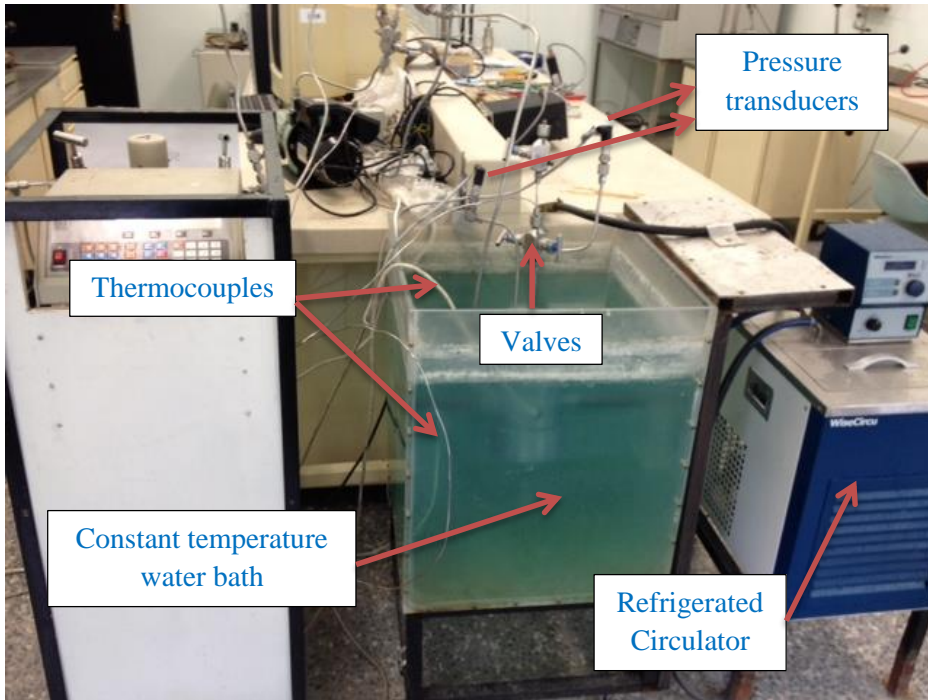 Pressure
transducers
Thermocouples
Valves
Constant temperature
water bath
WiseCircu
Refrigerated
Circulator